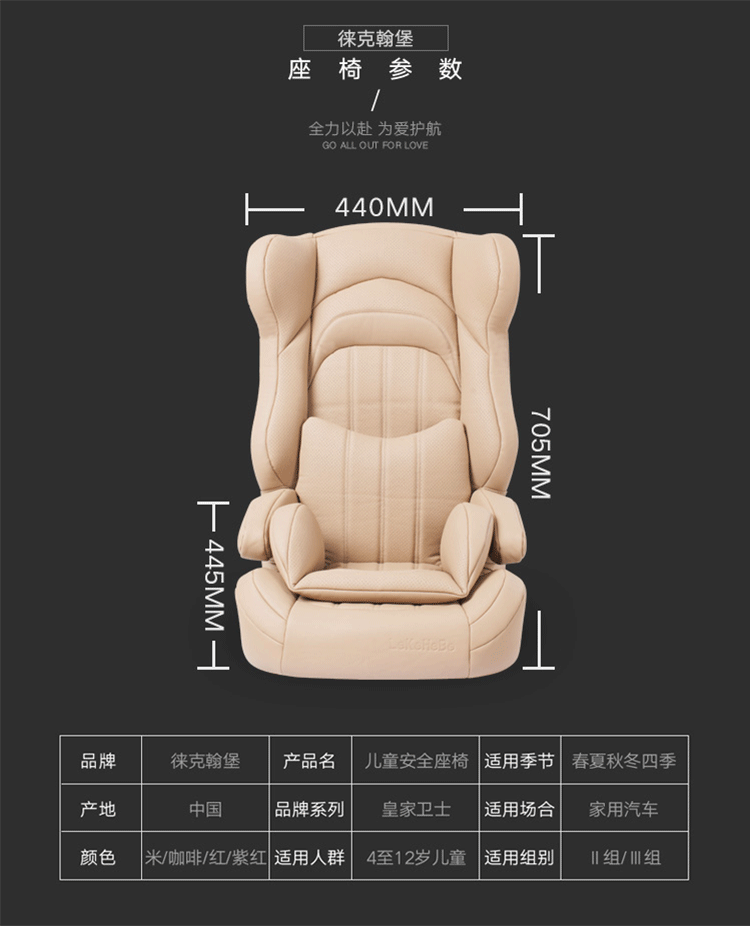 徕克翰堡
座椅参数
/
全力以赴 为爱护航
GO ALL OUT FOR LOVE
440MM
705MM
445MM
LeKeHaBo
品牌 徕克翰堡 产品名 儿童安全座椅 适用季节 春夏秋冬四季
产地 中国 品牌系列 皇家卫士 适用场合 家用汽车
颜色 米/咖啡/红/紫红 适用人群 4至12岁儿童 适用组别 Ⅱ组/Ⅲ组